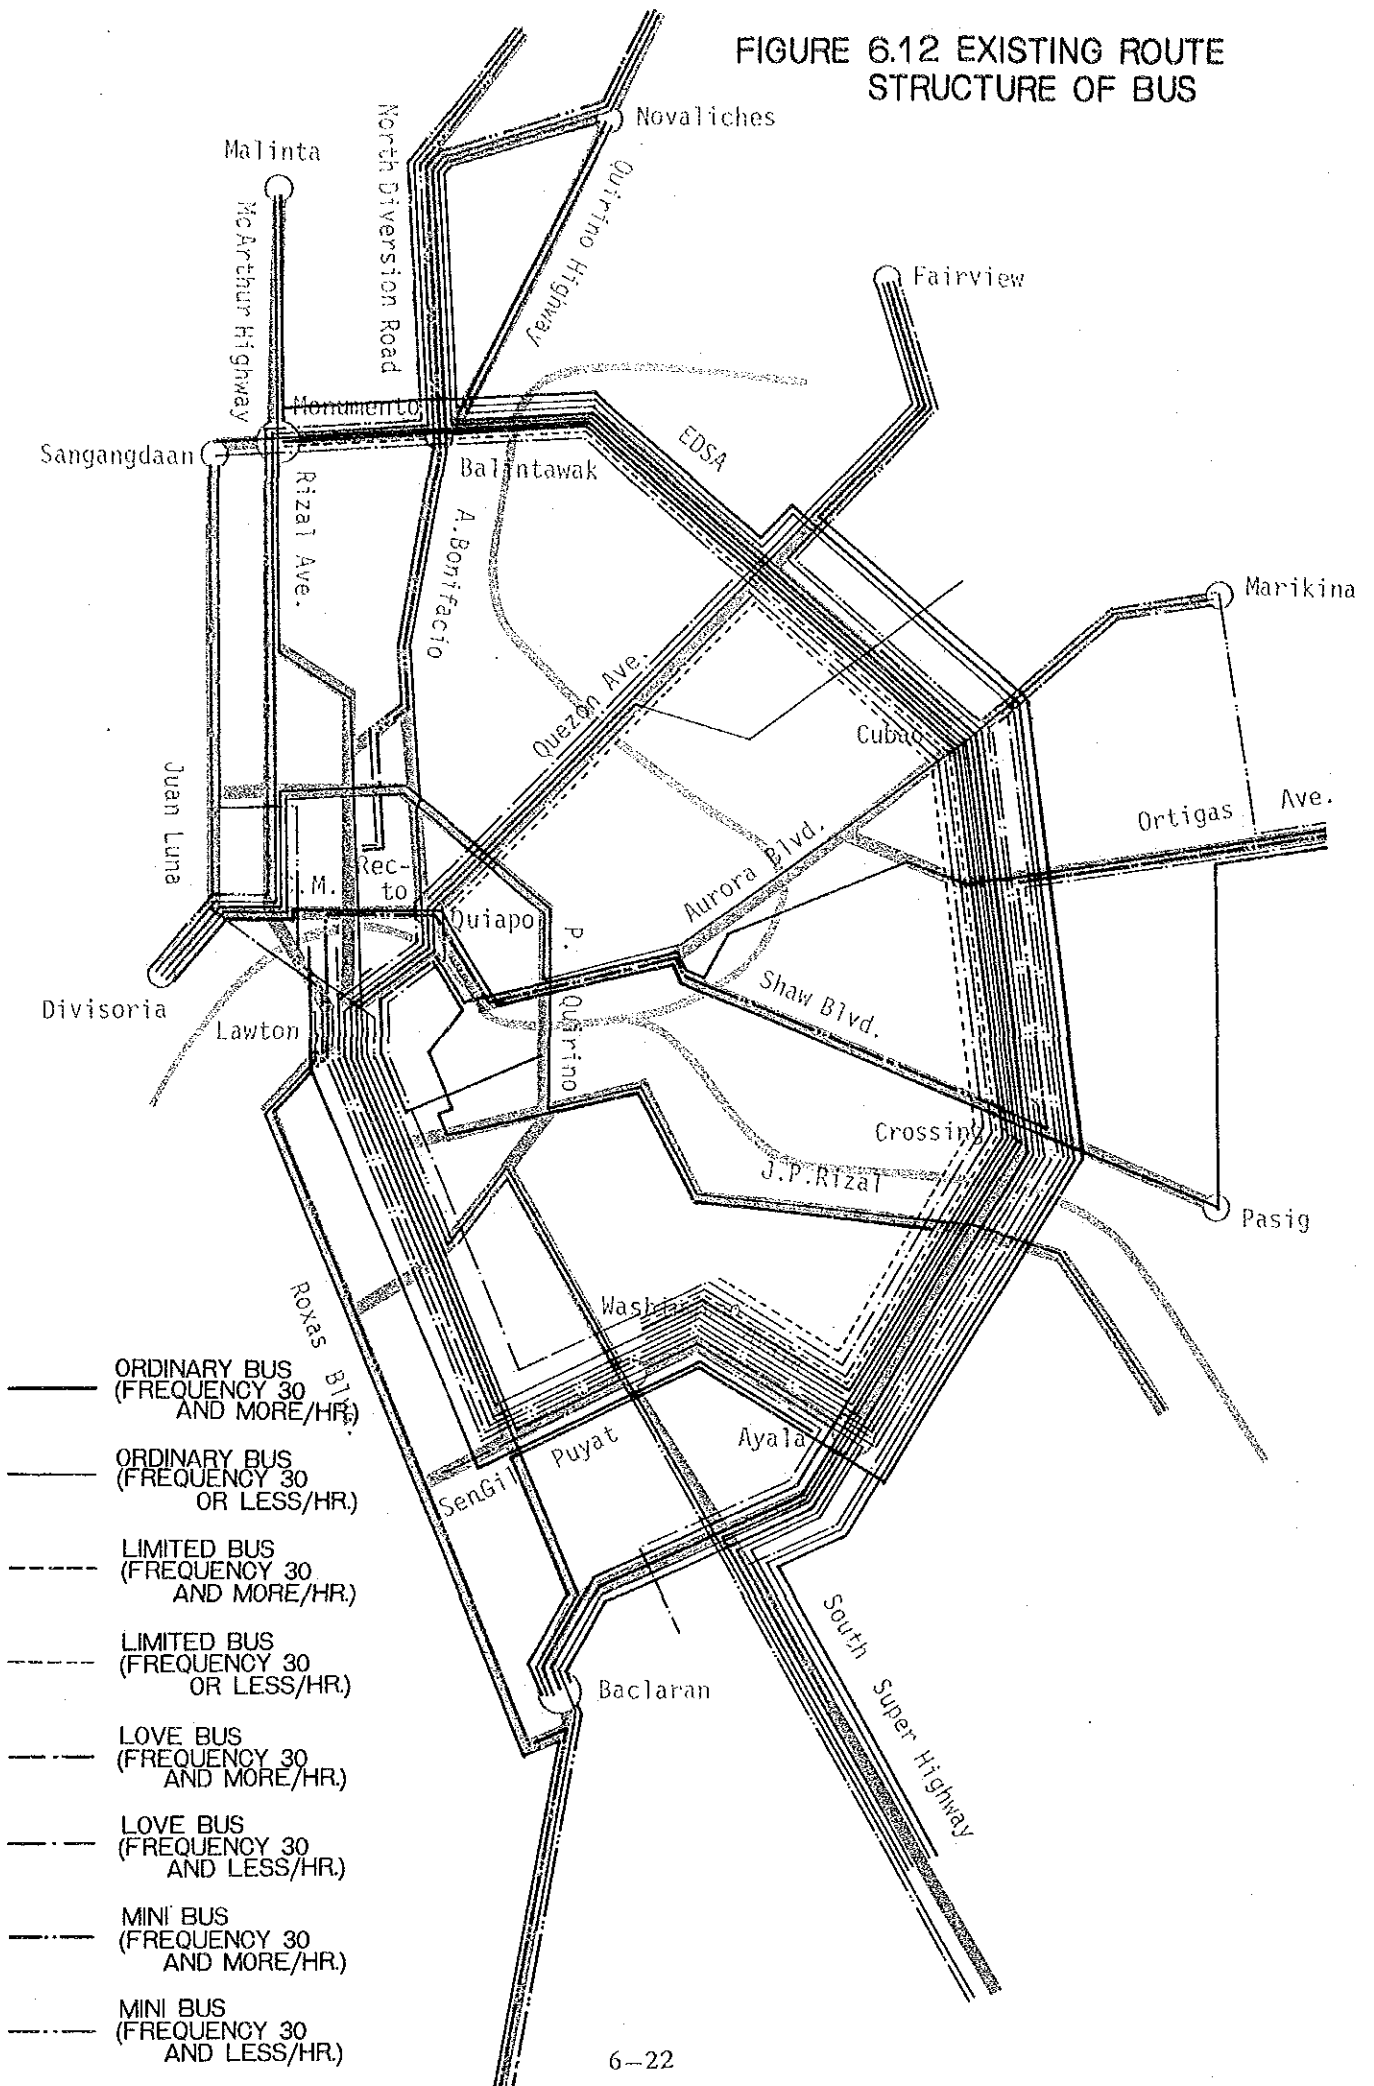 FIGURE 6.12 EXISTING ROUTE
STRUCTURE OF BUS
Novaliches
Malinta
North Diversion Road
Quirino Highway
McArthur Highway
Fairview
Monumento
EDSA
Sangangdaan
Balintawak
Rizal Ave.
A.Bonifacio
Marikina
Quezon Ave.
Cubao
Juan Luna
Ortigas Ave.
Aurora Blvd.
Rec-
to
.M.
Quiapo
P. Quirino
Divisoria
Lawton
Shaw Blvd.
Crossing
J.P.Rizal
Pasig
Roxas Blvd.
Ayala
SenGil Puyat
South Super Highway
Baclaran
ORDINARY BUS
(FREQUENCY 30
AND MORE/HR.)
ORDINARY BUS
(FREQUENCY 30
OR LESS/HR.)
LIMITED BUS
(FREQUENCY 30
AND MORE/HR.)
LIMITED BUS
(FREQUENCY 30
OR LESS/HR.)
LOVE BUS
(FREQUENCY 30
AND MORE/HR.)
LOVE BUS
(FREQUENCY 30
AND LESS/HR.)
MINI BUS
(FREQUENCY 30
AND MORE/HR.)
MINI BUS
(FREQUENCY 30
AND LESS/HR.)
6-22